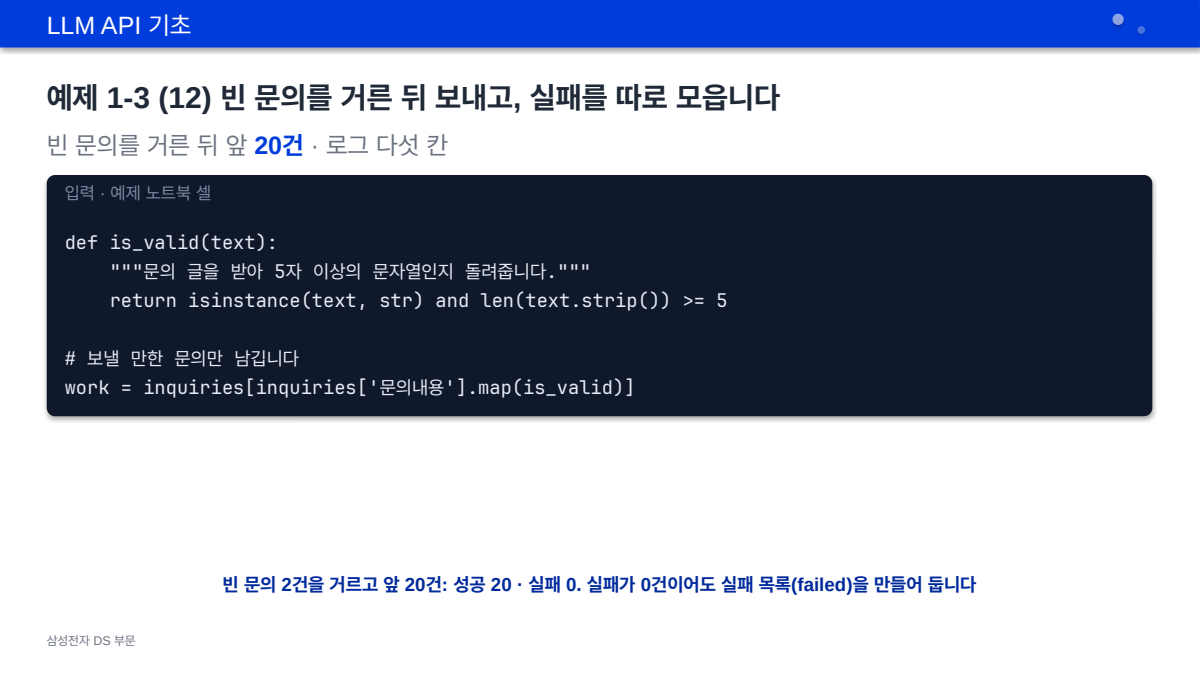 LLM API 기초
예제 1-3 (12) 빈 문의를 거른 뒤 보내고, 실패를 따로 모읍니다
빈 문의를 거른 뒤 앞 20건 · 로그 다섯 칸
입력 · 예제 노트북 셀
def is_valid(text):
    """문의 글을 받아 5자 이상의 문자열인지 돌려줍니다."""
    return isinstance(text, str) and len(text.strip()) >= 5
# 보낼 만한 문의만 남깁니다
work = inquiries[inquiries['문의내용'].map(is_valid)]
빈 문의 2건을 거르고 앞 20건: 성공 20 · 실패 0. 실패가 0건이어도 실패 목록(failed)을 만들어 둡니다
삼성전자 DS 부문